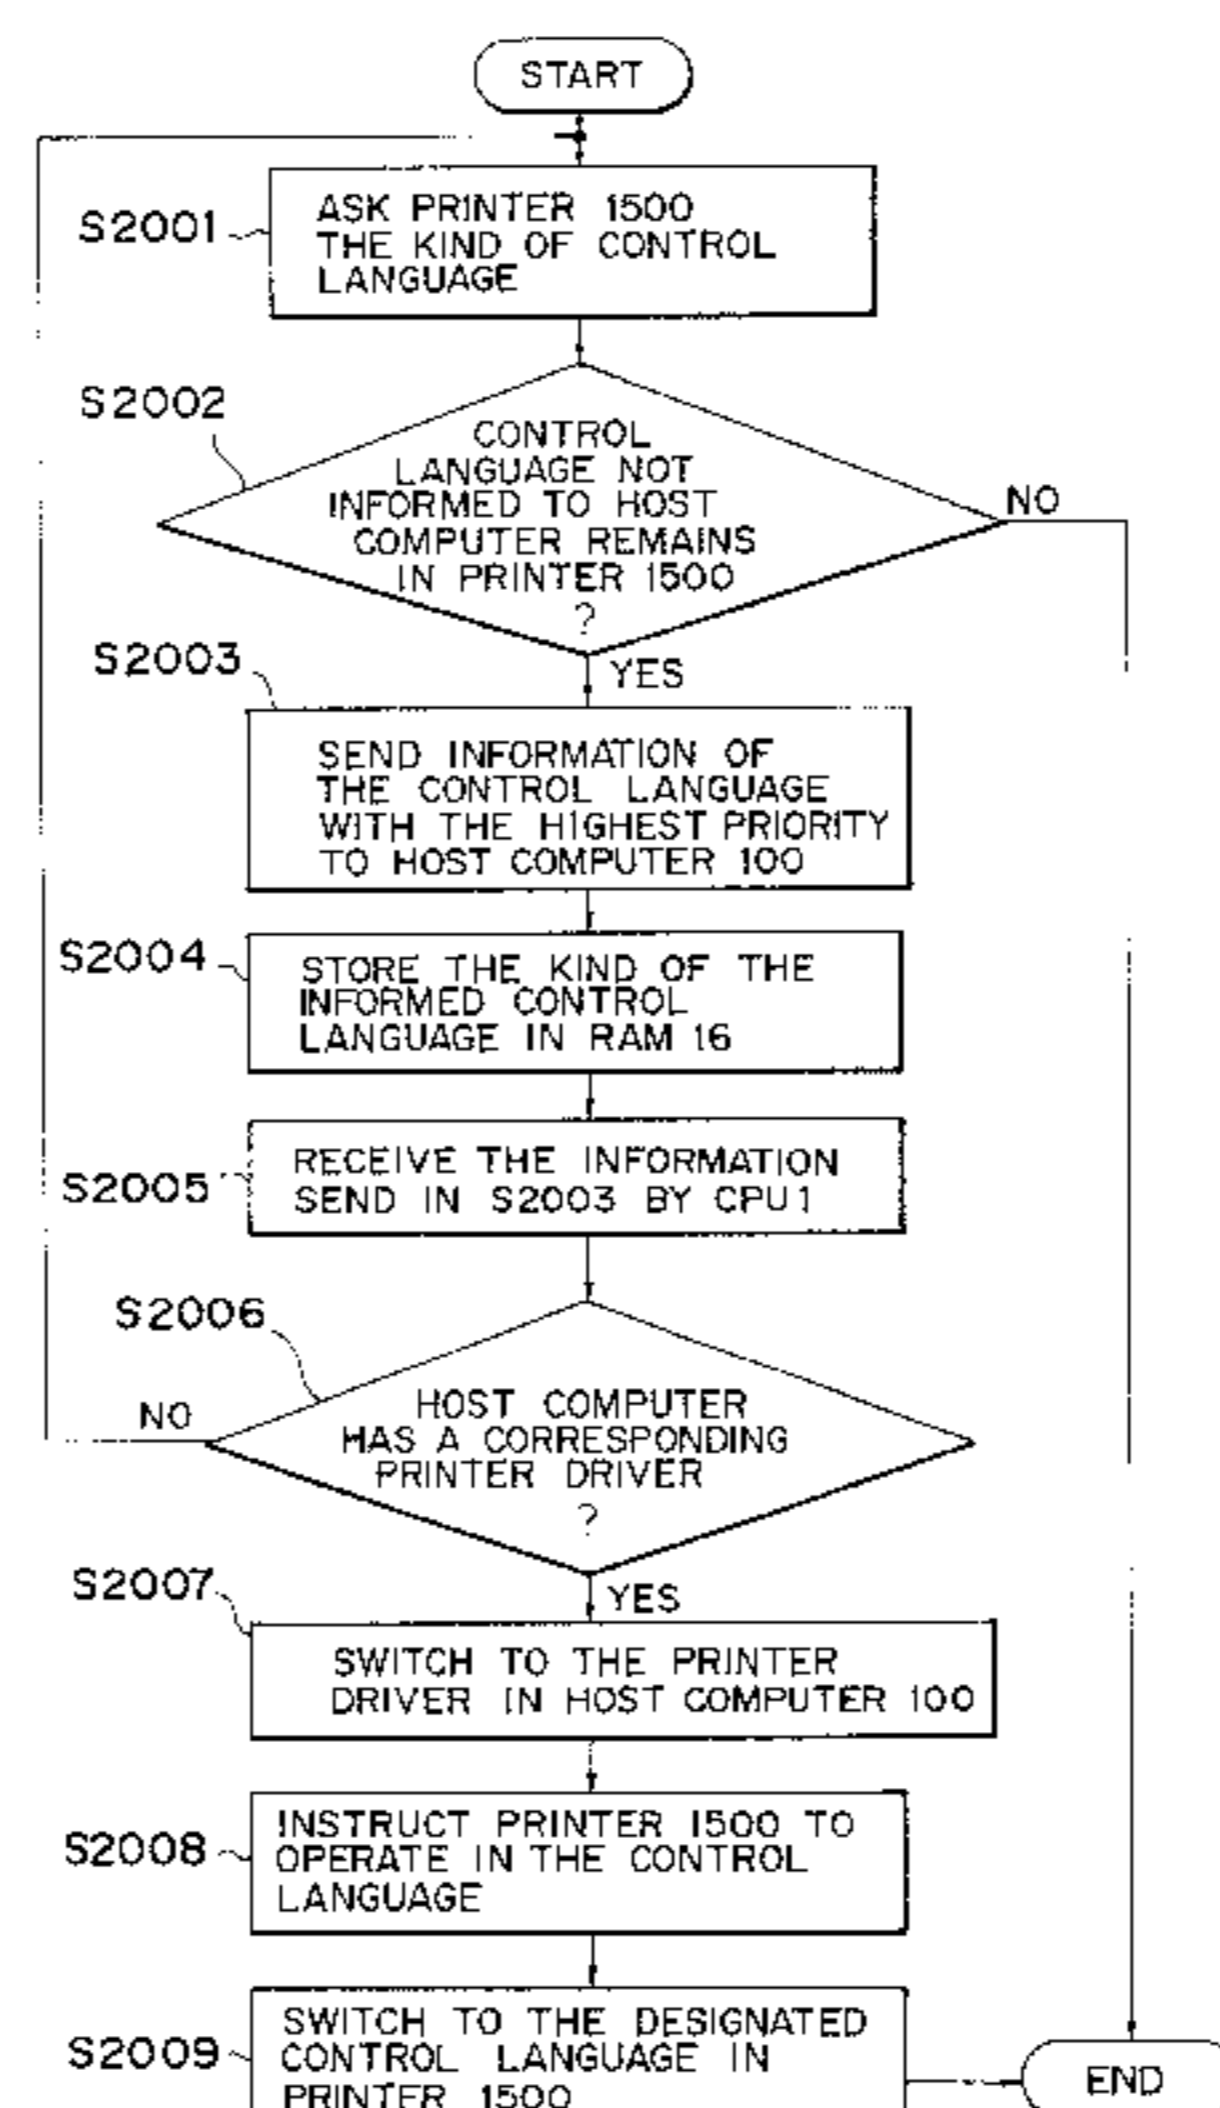 START
S2001
ASK PRINTER 1500
THE KIND OF CONTROL
LANGUAGE
S2002
CONTROL
LANGUAGE NOT
INFORMED TO HOST
COMPUTER REMAINS
IN PRINTER 1500
?
NO
YES
S2003
SEND INFORMATION OF
THE CONTROL LANGUAGE
WITH THE HIGHEST PRIORITY
TO HOST COMPUTER 100
S2004
STORE THE KIND OF THE
INFORMED CONTROL
LANGUAGE IN RAM 16
S2005
RECEIVE THE INFORMATION
SEND IN S2003 BY CPU 1
S2006
HOST COMPUTER
HAS A CORRESPONDING
PRINTER DRIVER
?
NO
YES
S2007
SWITCH TO THE PRINTER
DRIVER IN HOST COMPUTER 100
S2008
INSTRUCT PRINTER 1500 TO
OPERATE IN THE CONTROL
LANGUAGE
S2009
SWITCH TO THE DESIGNATED
CONTROL LANGUAGE IN
PRINTER 1500
END